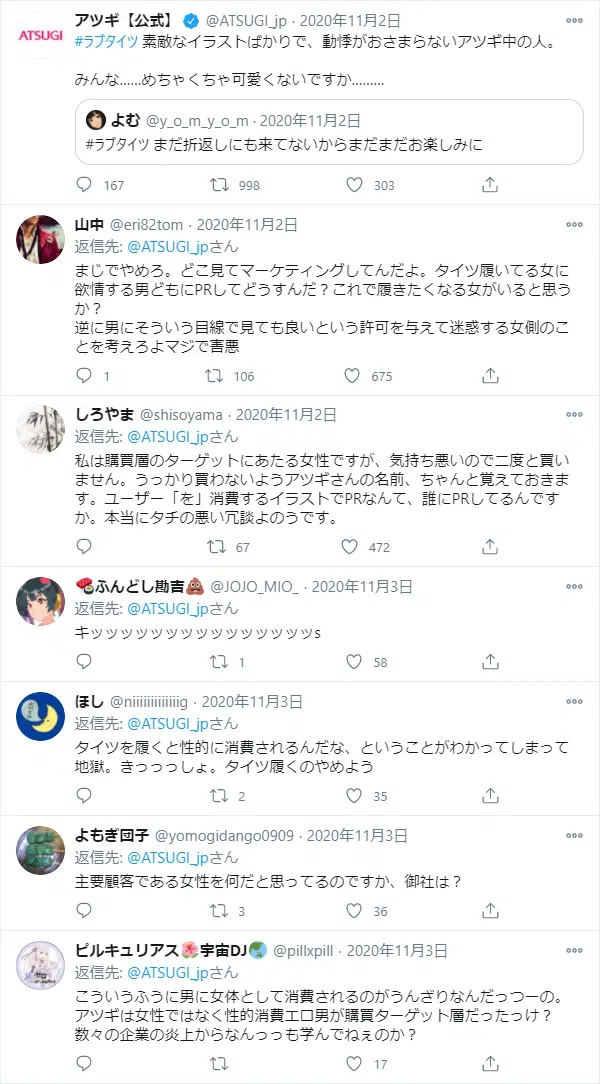 ATSUGI
アツギ【公式】 @ATSUGI_jp · 2020年11月2日
#ラブタイツ 素敵なイラストばかりで、動悸がおさまらないアツギ中の人。
みんな......めちゃくちゃ可愛くないですか.........
よむ @y_o_m_y_o_m · 2020年11月2日
#ラブタイツ まだ折返しにも来てないからまだまだお楽しみに
167 998 303
山中 @eri82tom · 2020年11月2日
返信先: @ATSUGI_jpさん
まじでやめろ。どこ見てマーケティングしてんだよ。タイツ履いてる女に
欲情する男どもにPRしてどうすんだ？これで履きたくなる女がいると思う
か？
逆に男にそういう目線で見ても良いという許可を与えて迷惑する女側のこ
とを考えろよマジで害悪
1 106 675
しろやま @shisoyama · 2020年11月2日
返信先: @ATSUGI_jpさん
私は購買層のターゲットにあたる女性ですが、気持ち悪いので二度と買い
ません。うっかり買わないようアツギさんの名前、ちゃんと覚えておきま
す。ユーザー「を」消費するイラストでPRなんて、誰にPRしてるんです
か。本当にタチの悪い冗談よのうです。
67 472
🍣ふんどし勘吉💩 @JOJO_MIO_ · 2020年11月3日
返信先: @ATSUGI_jpさん
キッッッッッッッッッッッッッッッs
1 58
ほし @niiiiiiiiiiiiig · 2020年11月3日
返信先: @ATSUGI_jpさん
タイツを履くと性的に消費されるんだな、ということがわかってしまって
地獄。きっっっしょ。タイツ履くのやめよう
2 35
よもぎ団子 @yomogidango0909 · 2020年11月3日
返信先: @ATSUGI_jpさん
主要顧客である女性を何だと思ってるのですか、御社は？
3 36
ピルキュリアス🌺宇宙DJ🌏 @pillxpill · 2020年11月3日
返信先: @ATSUGI_jpさん
こういうふうに男に女体として消費されるのがうんざりなんだっつーの。
アツギは女性ではなく性的消費エロ男が購買ターゲット層だったっけ？
数々の企業の炎上からなんっっも学んでねぇのか？
17